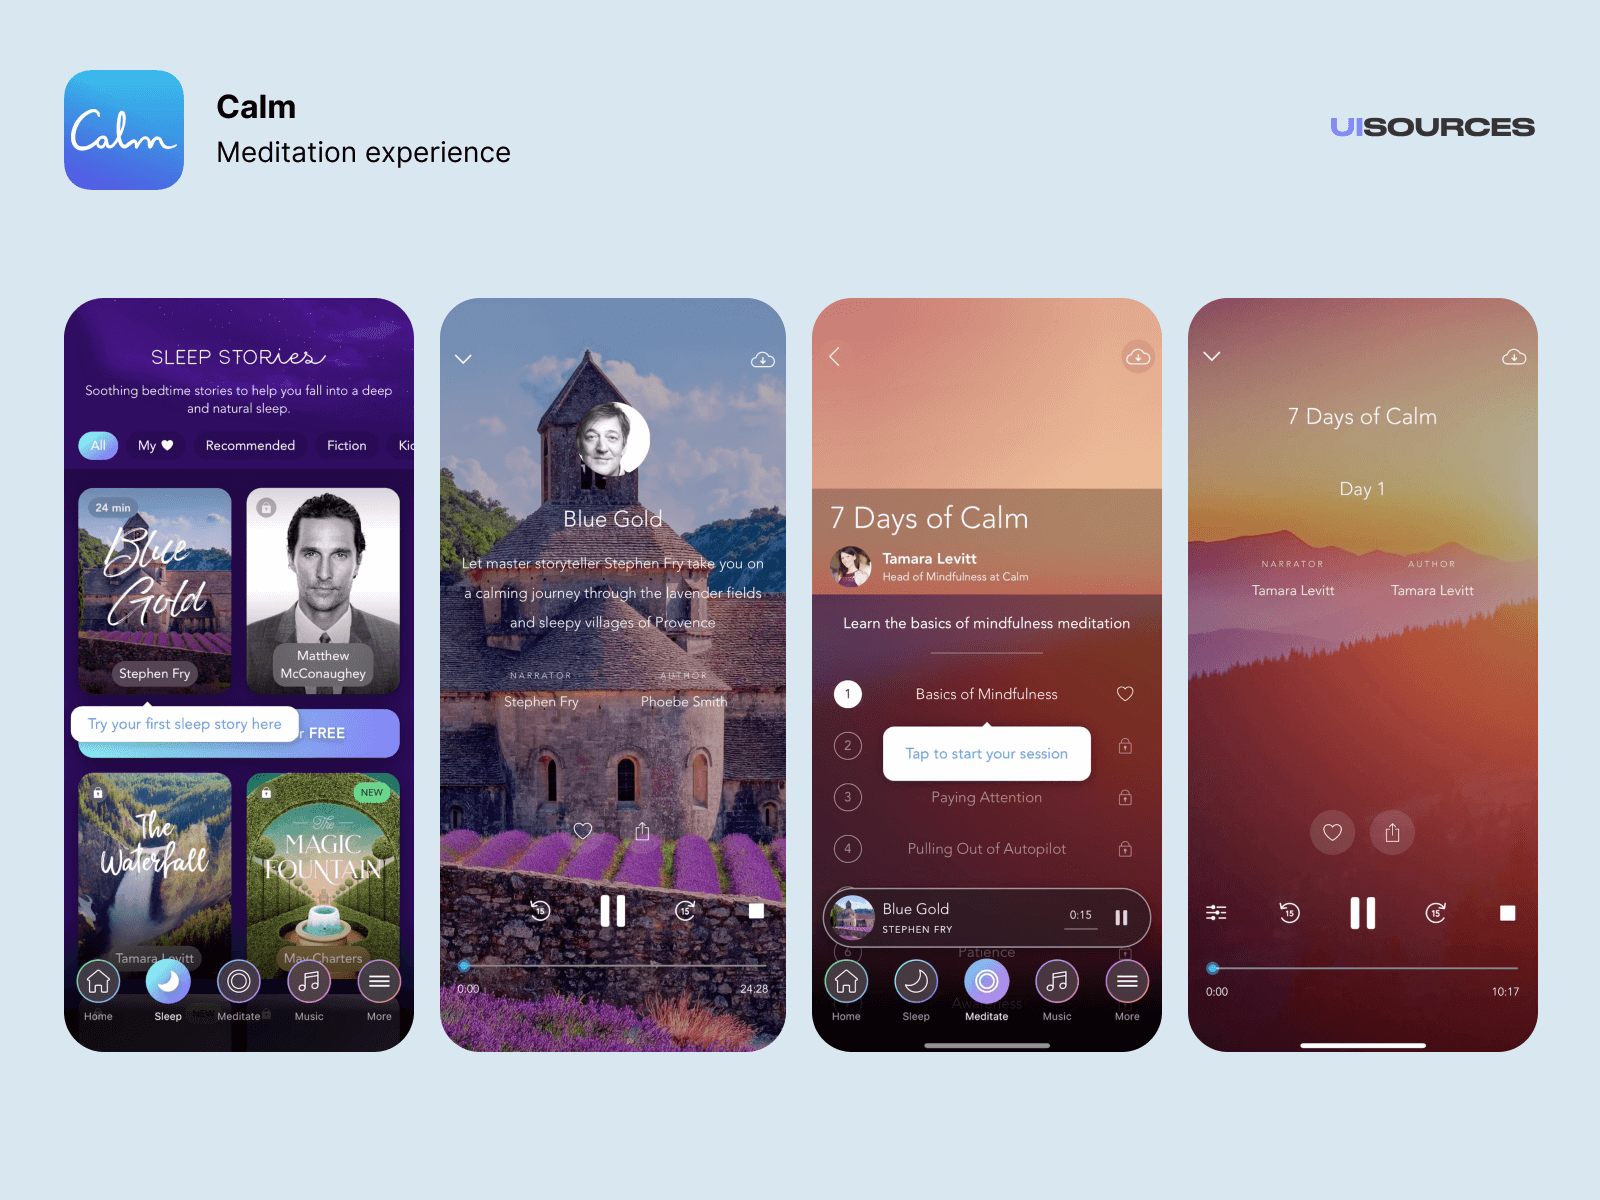 Calm
Calm
Meditation experience
UISOURCES
SLEEP STORies
Soothing bedtime stories to help you fall into a deep
and natural sleep.
All
My
Recommended
Fiction
24 min
Blue
Gold
Stephen Fry
Matthew
McConaughey
Try your first sleep story here
FREE
The
Waterfall
Tamara Levitt
NEW
The
MAGIC
FOUNTAIN
May Charters
NEW
Home
Sleep
Meditate
Music
More
Blue Gold
Let master storyteller Stephen Fry take you on
a calming journey through the lavender fields
and sleepy villages of Provence
NARRATOR
AUTHOR
Stephen Fry
Phoebe Smith
15
15
0:00
24:28
7 Days of Calm
Tamara Levitt
Head of Mindfulness at Calm
Learn the basics of mindfulness meditation
1
Basics of Mindfulness
2
Tap to start your session
3
Paying Attention
4
Pulling Out of Autopilot
Blue Gold
STEPHEN FRY
0:15
6
Patience
Awareness
Home
Sleep
Meditate
Music
More
7 Days of Calm
Day 1
NARRATOR
AUTHOR
Tamara Levitt
Tamara Levitt
15
15
0:00
10:17